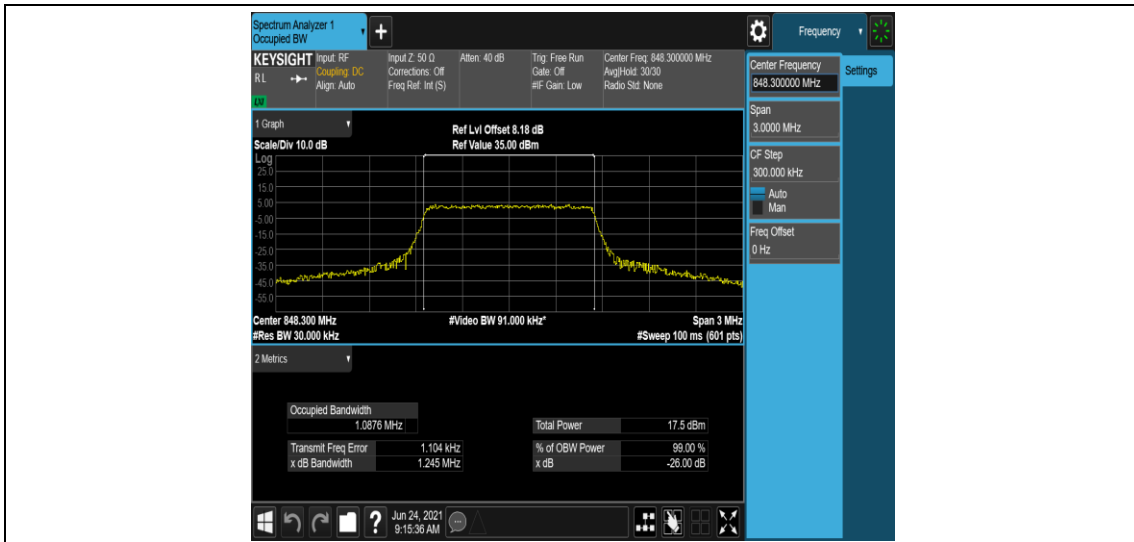 Spectrum Analyzer 1
Occupied BW
Frequency
KEYSIGHT
RL
LXI
Input: RF
Coupling: DC
Align: Auto
Input Z: 50 Ω
Corrections: Off
Freq Ref: Int (S)
Atten: 40 dB
Trig: Free Run
Gate: Off
#IF Gain: Low
Center Freq: 848.300000 MHz
Avg|Hold: 30/30
Radio Std: None
Center Frequency
848.300000 MHz
Settings
Span
3.0000 MHz
CF Step
300.000 kHz
Auto
Man
Freq Offset
0 Hz
1 Graph
Scale/Div 10.0 dB
Ref Lvl Offset 8.18 dB
Ref Value 35.00 dBm
Log
25.0
15.0
5.00
-5.00
-15.0
-25.0
-35.0
-45.0
-55.0
Center 848.300 MHz
#Res BW 30.000 kHz
#Video BW 91.000 kHz*
Span 3 MHz
#Sweep 100 ms (601 pts)
2 Metrics
Occupied Bandwidth
1.0876 MHz
Total Power 17.5 dBm
Transmit Freq Error 1.104 kHz
% of OBW Power 99.00 %
x dB Bandwidth 1.245 MHz
x dB -26.00 dB
?
Jun 24, 2021
9:15:36 AM